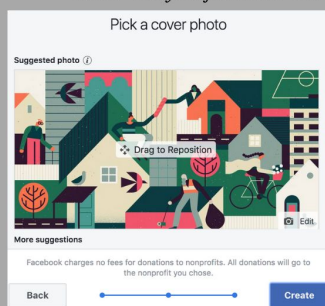 Pick a cover photo
Suggested photo
Drag to Reposition
Edit
More suggestions
Facebook charges no fees for donations to nonprofits. All donations will go to
the nonprofit you chose.
Back
Create